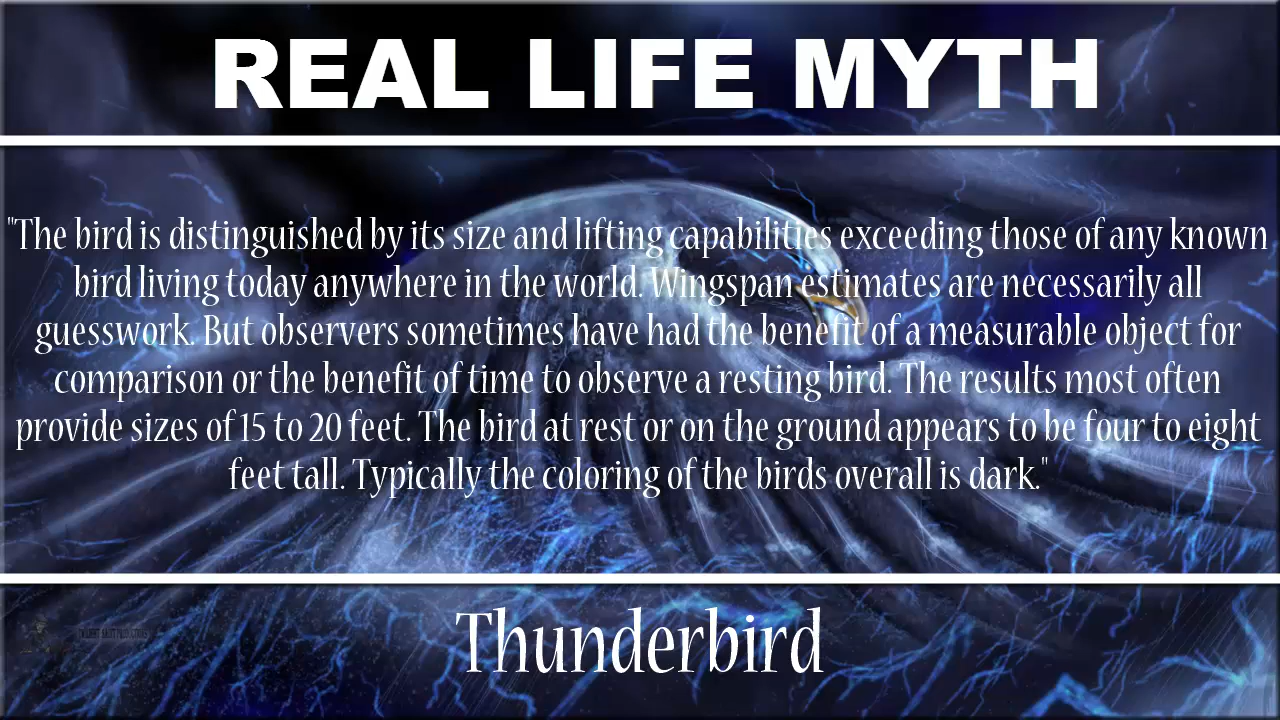 REAL LIFE MYTH
"The bird is distinguished by its size and lifting capabilities exceeding those of any known
bird living today anywhere in the world. Wingspan estimates are necessarily all
guesswork. But observers sometimes have had the benefit of a measurable object for
comparison or the benefit of time to observe a resting bird. The results most often
provide sizes of 15 to 20 feet. The bird at rest or on the ground appears to be four to eight
feet tall. Typically the coloring of the birds overall is dark."
Thunderbird